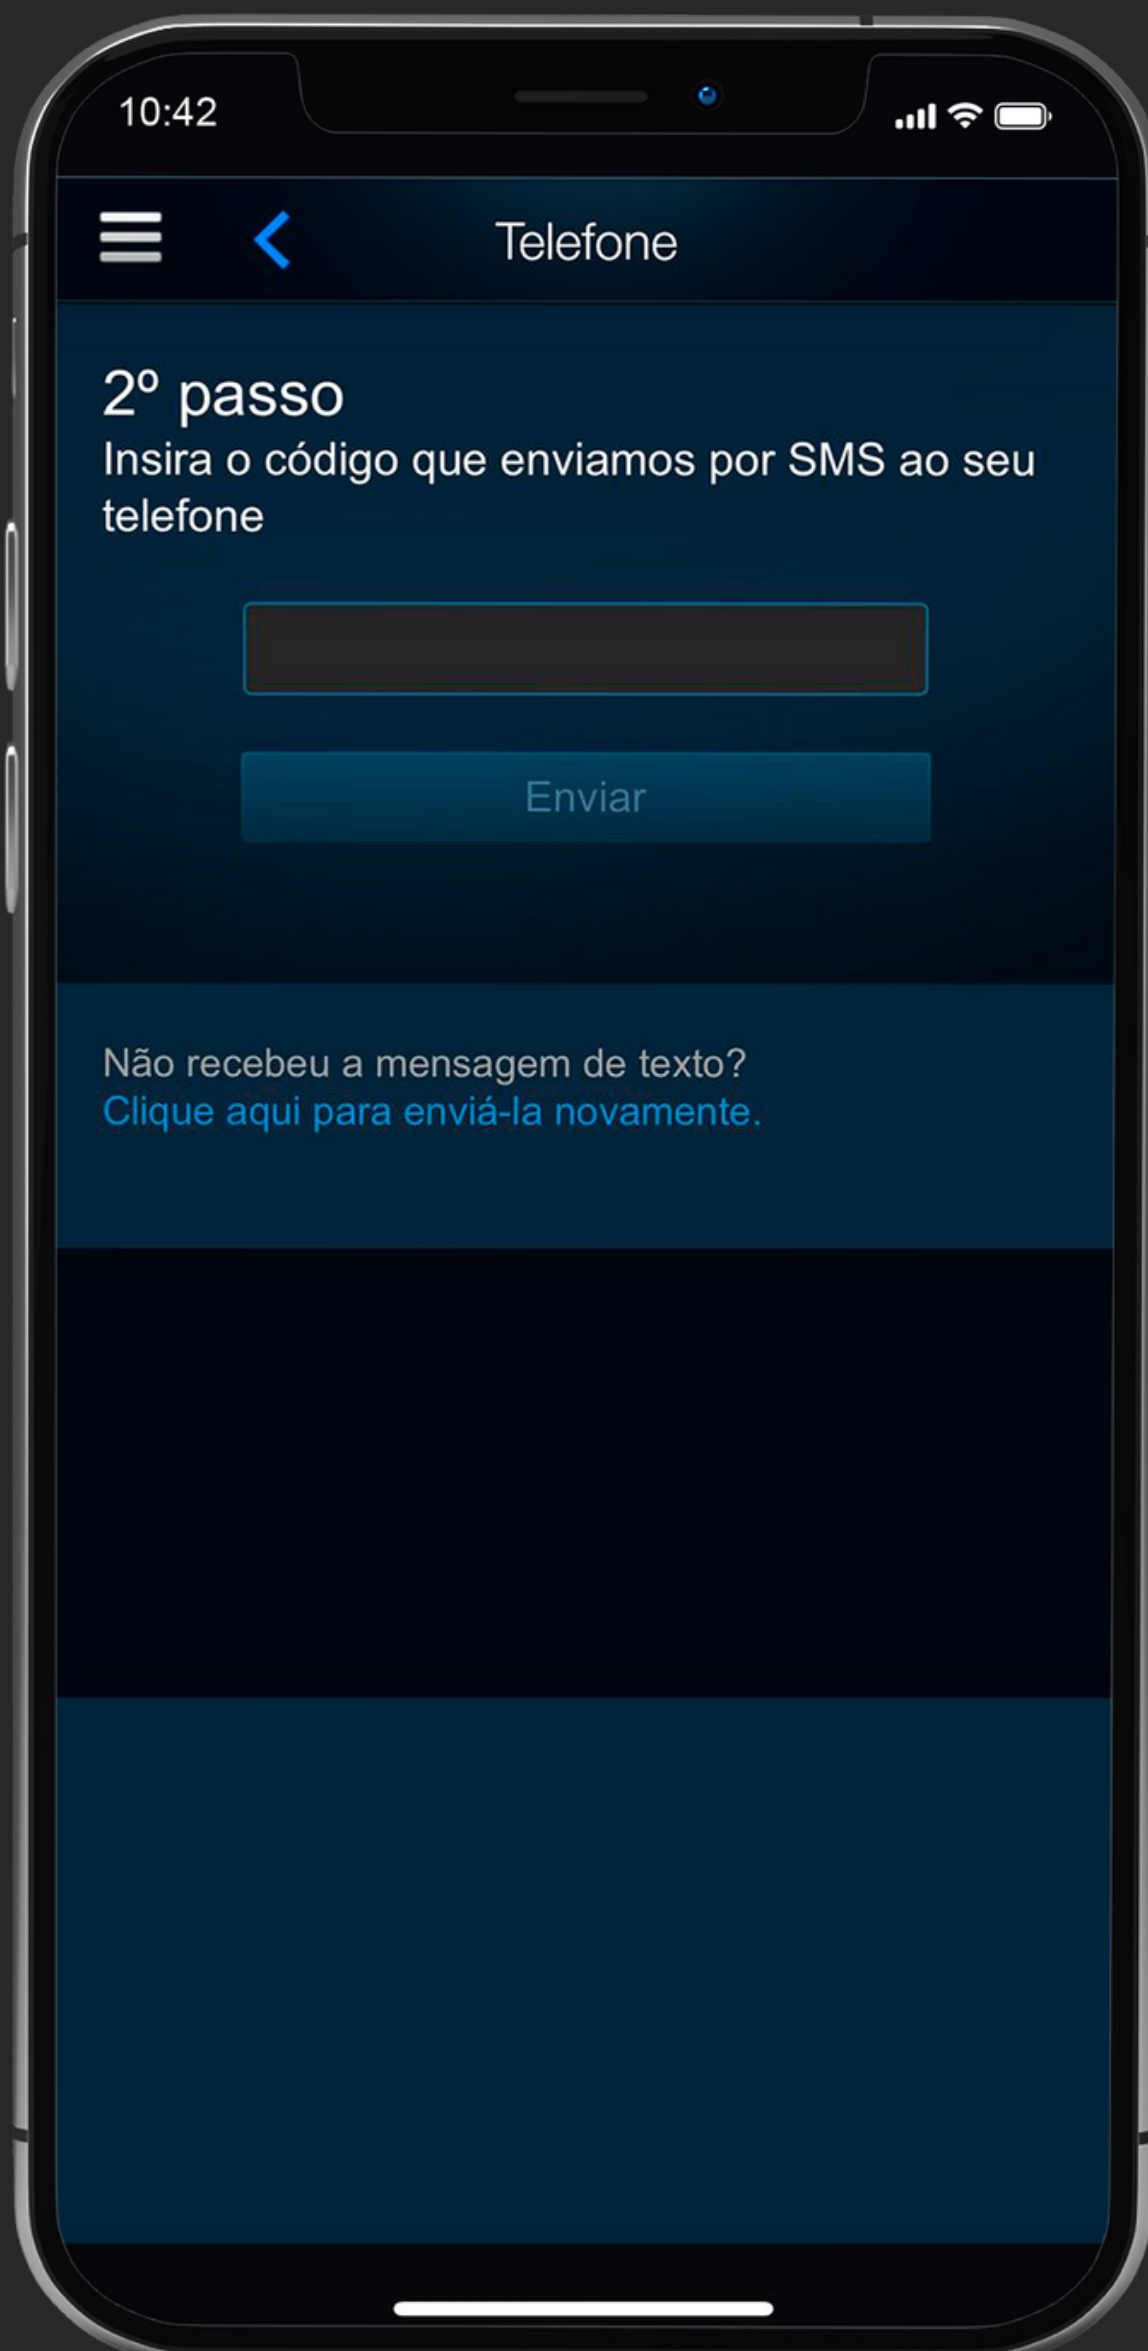 10:42
Telefone
2º passo
Insira o código que enviamos por SMS ao seu
telefone
Enviar
Não recebeu a mensagem de texto?
Clique aqui para enviá-la novamente.